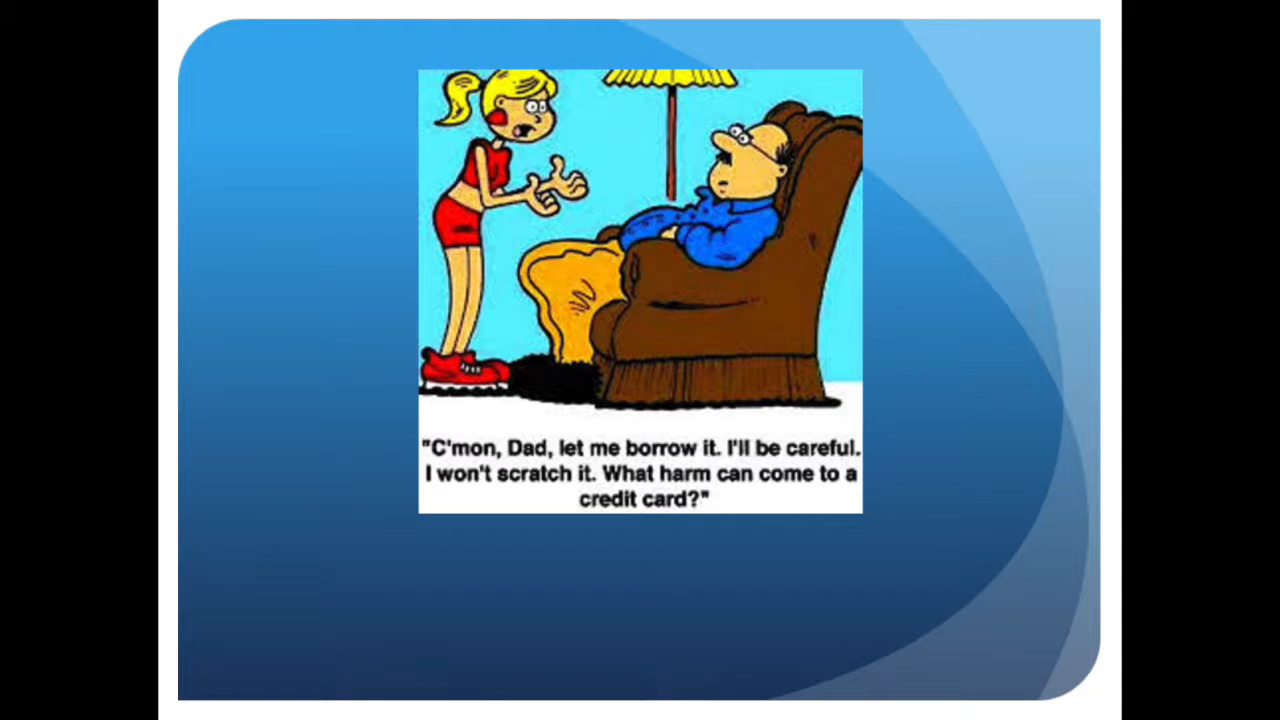 "C'mon, Dad, let me borrow it. I'll be careful.
I won't scratch it. What harm can come to a
credit card?"